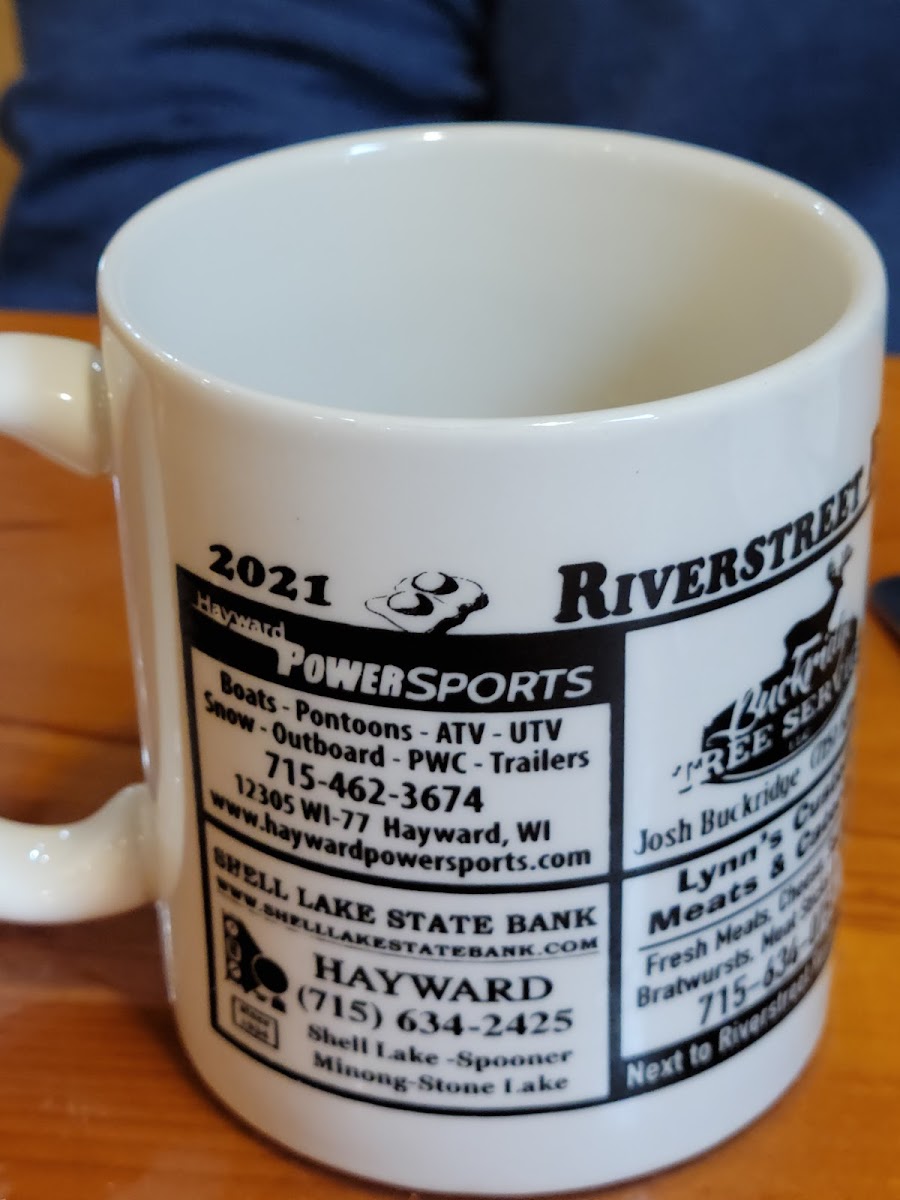 2021
RIVERSTREET
Hayward
POWERSPORTS
Boats - Pontoons - ATV - UTV
Snow - Outboard - PWC - Trailers
715-462-3674
12305 WI-77 Hayward, WI
www.haywardpowersports.com
SHELL LAKE STATE BANK
WWW.SHELLLAKESTATEBANK.COM
HAYWARD
(715) 634-2425
Shell Lake -Spooner
Minong-Stone Lake
TREE
LLC
Josh Buckridge
Lynn's
Meats &
Fresh Meats,
Bratwursts, Meat
715-634-
Next to Riverstreet